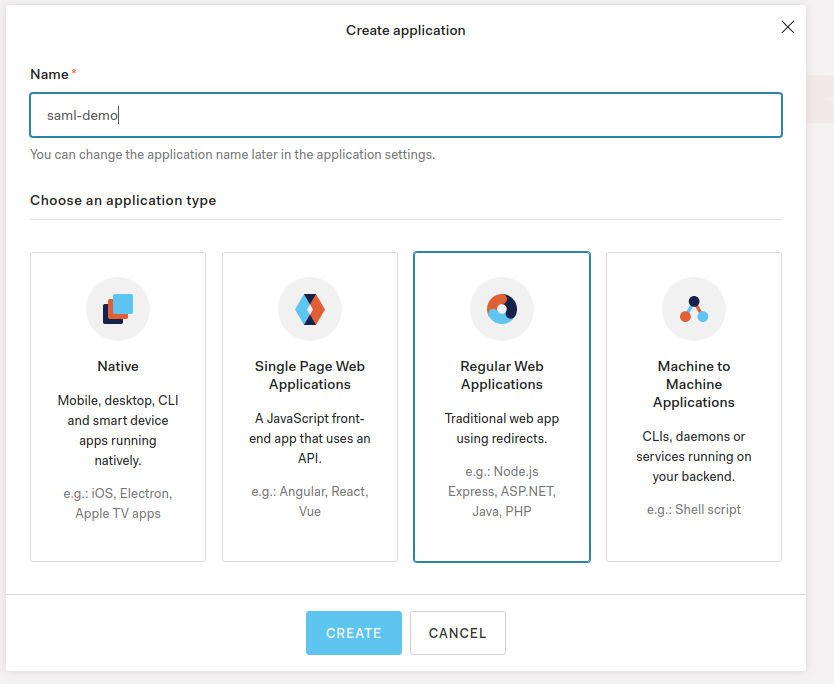 Create application
Name *
saml-demo
You can change the application name later in the application settings.
Choose an application type
Native
Mobile, desktop, CLI
and smart device
apps running
natively.
e.g.: iOS, Electron,
Apple TV apps
Single Page Web
Applications
A JavaScript front-
end app that uses an
API.
e.g.: Angular, React,
Vue
Regular Web
Applications
Traditional web app
using redirects.
e.g.: Node.js
Express, ASP.NET,
Java, PHP
Machine to
Machine
Applications
CLIs, daemons or
services running on
your backend.
e.g.: Shell script
CREATE
CANCEL